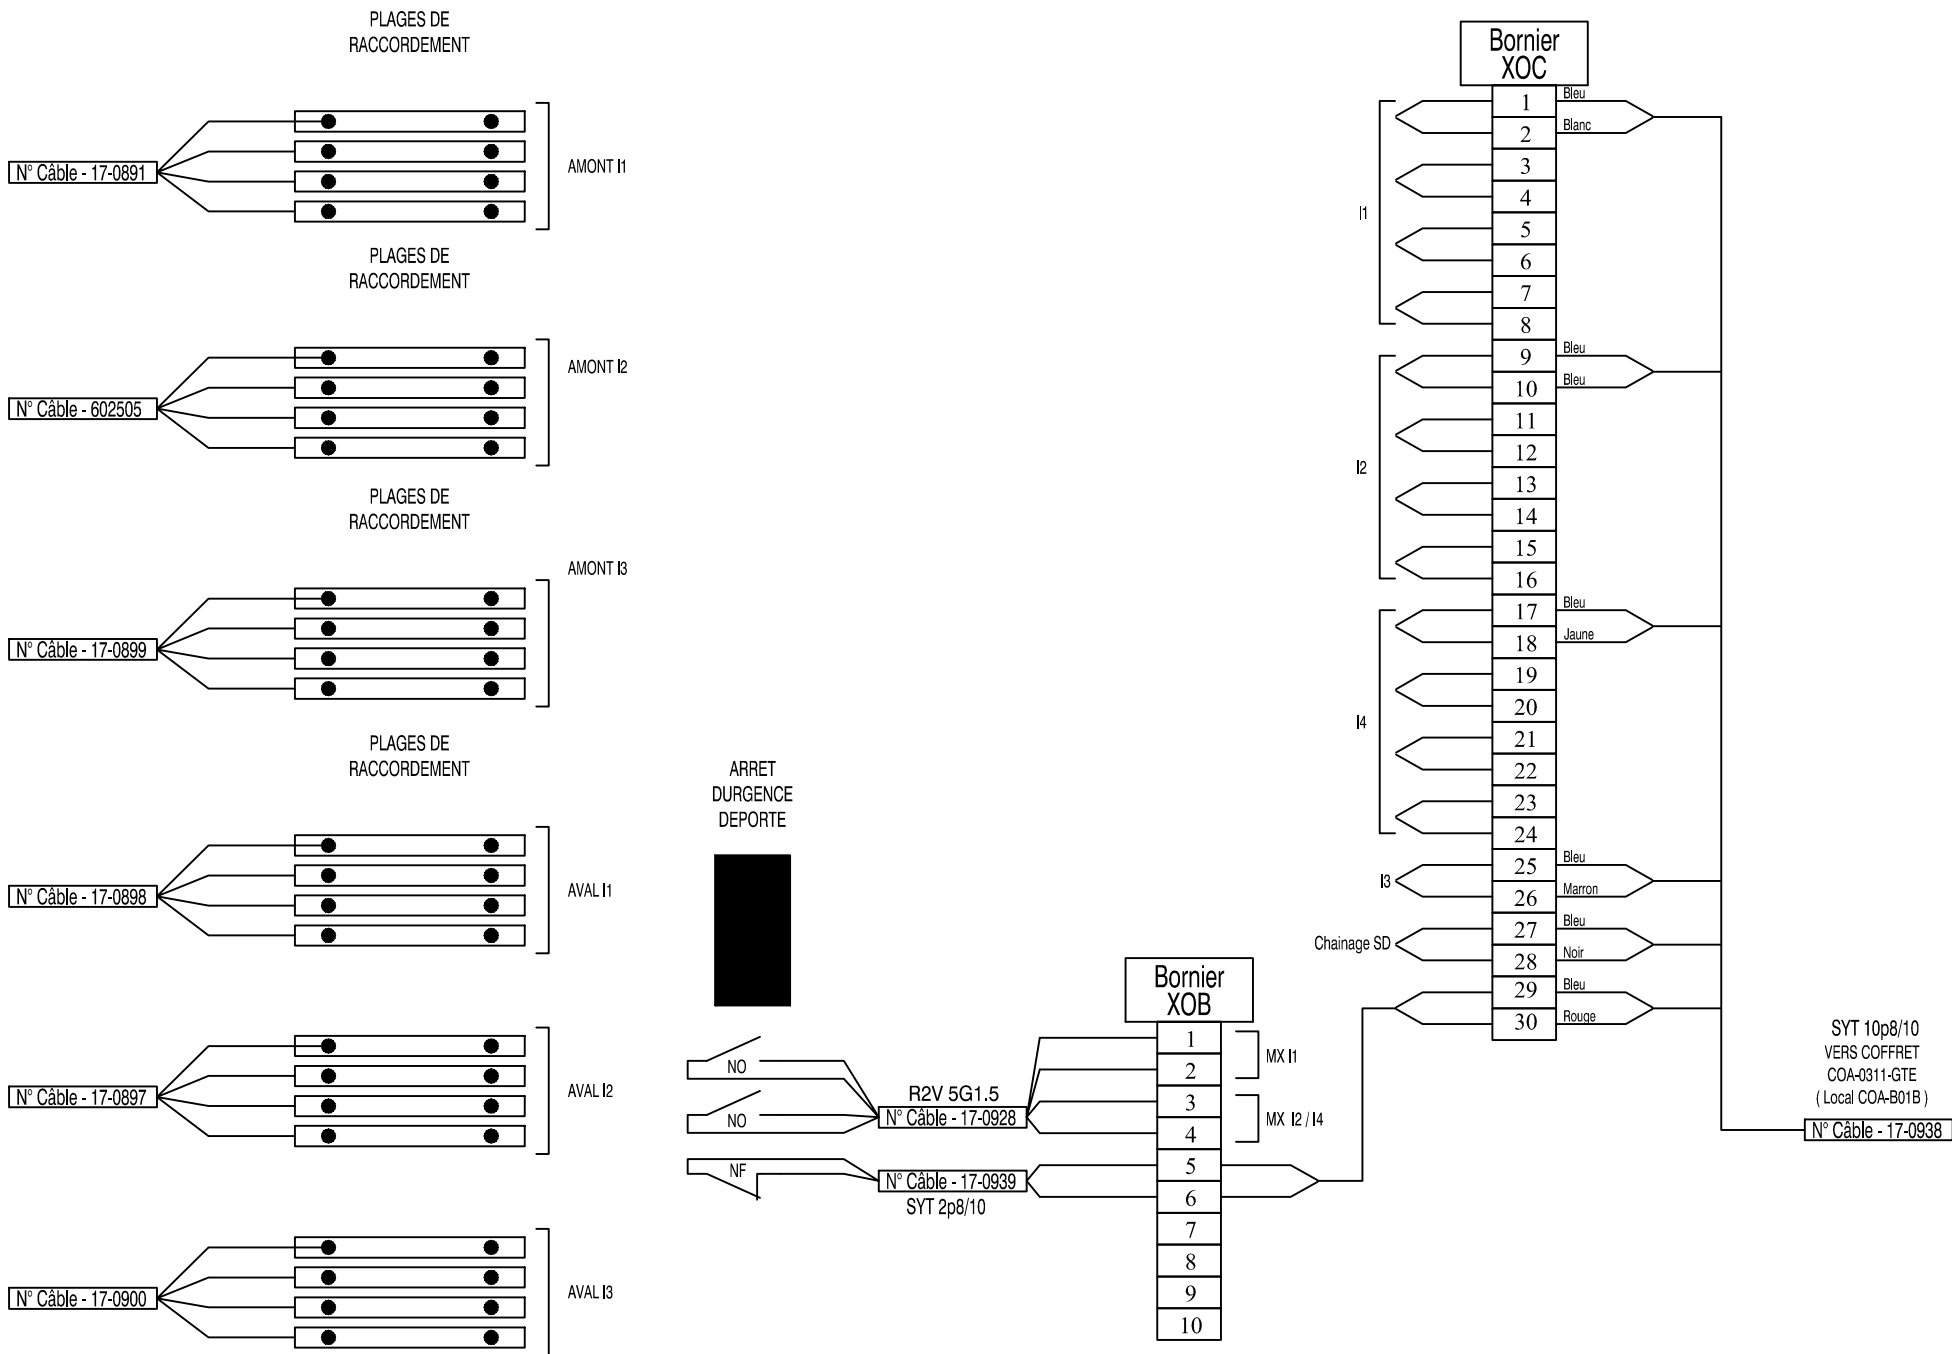 PLAGES DE
RACCORDEMENT
N° Câble - 17-0891
AMONT I1
PLAGES DE
RACCORDEMENT
N° Câble - 602505
AMONT I2
PLAGES DE
RACCORDEMENT
N° Câble - 17-0899
AMONT I3
PLAGES DE
RACCORDEMENT
N° Câble - 17-0898
AVAL I1
N° Câble - 17-0897
AVAL I2
N° Câble - 17-0900
AVAL I3
ARRET
DURGENCE
DEPORTE
NO
NO
NF
R2V 5G1.5
N° Câble - 17-0928
N° Câble - 17-0939
SYT 2p8/10
Bornier
XOB
1
2
3
4
5
6
7
8
9
10
MX I1
MX I2 / I4
Bornier
XOC
I1
I2
I4
I3
Chainage SD
1 Bleu
2 Blanc
3
4
5
6
7
8
9 Bleu
10 Bleu
11
12
13
14
15
16
17 Bleu
18 Jaune
19
20
21
22
23
24
25 Bleu
26 Marron
27 Bleu
28 Noir
29 Bleu
30 Rouge
SYT 10p8/10
VERS COFFRET
COA-0311-GTE
( Local COA-B01B )
N° Câble - 17-0938